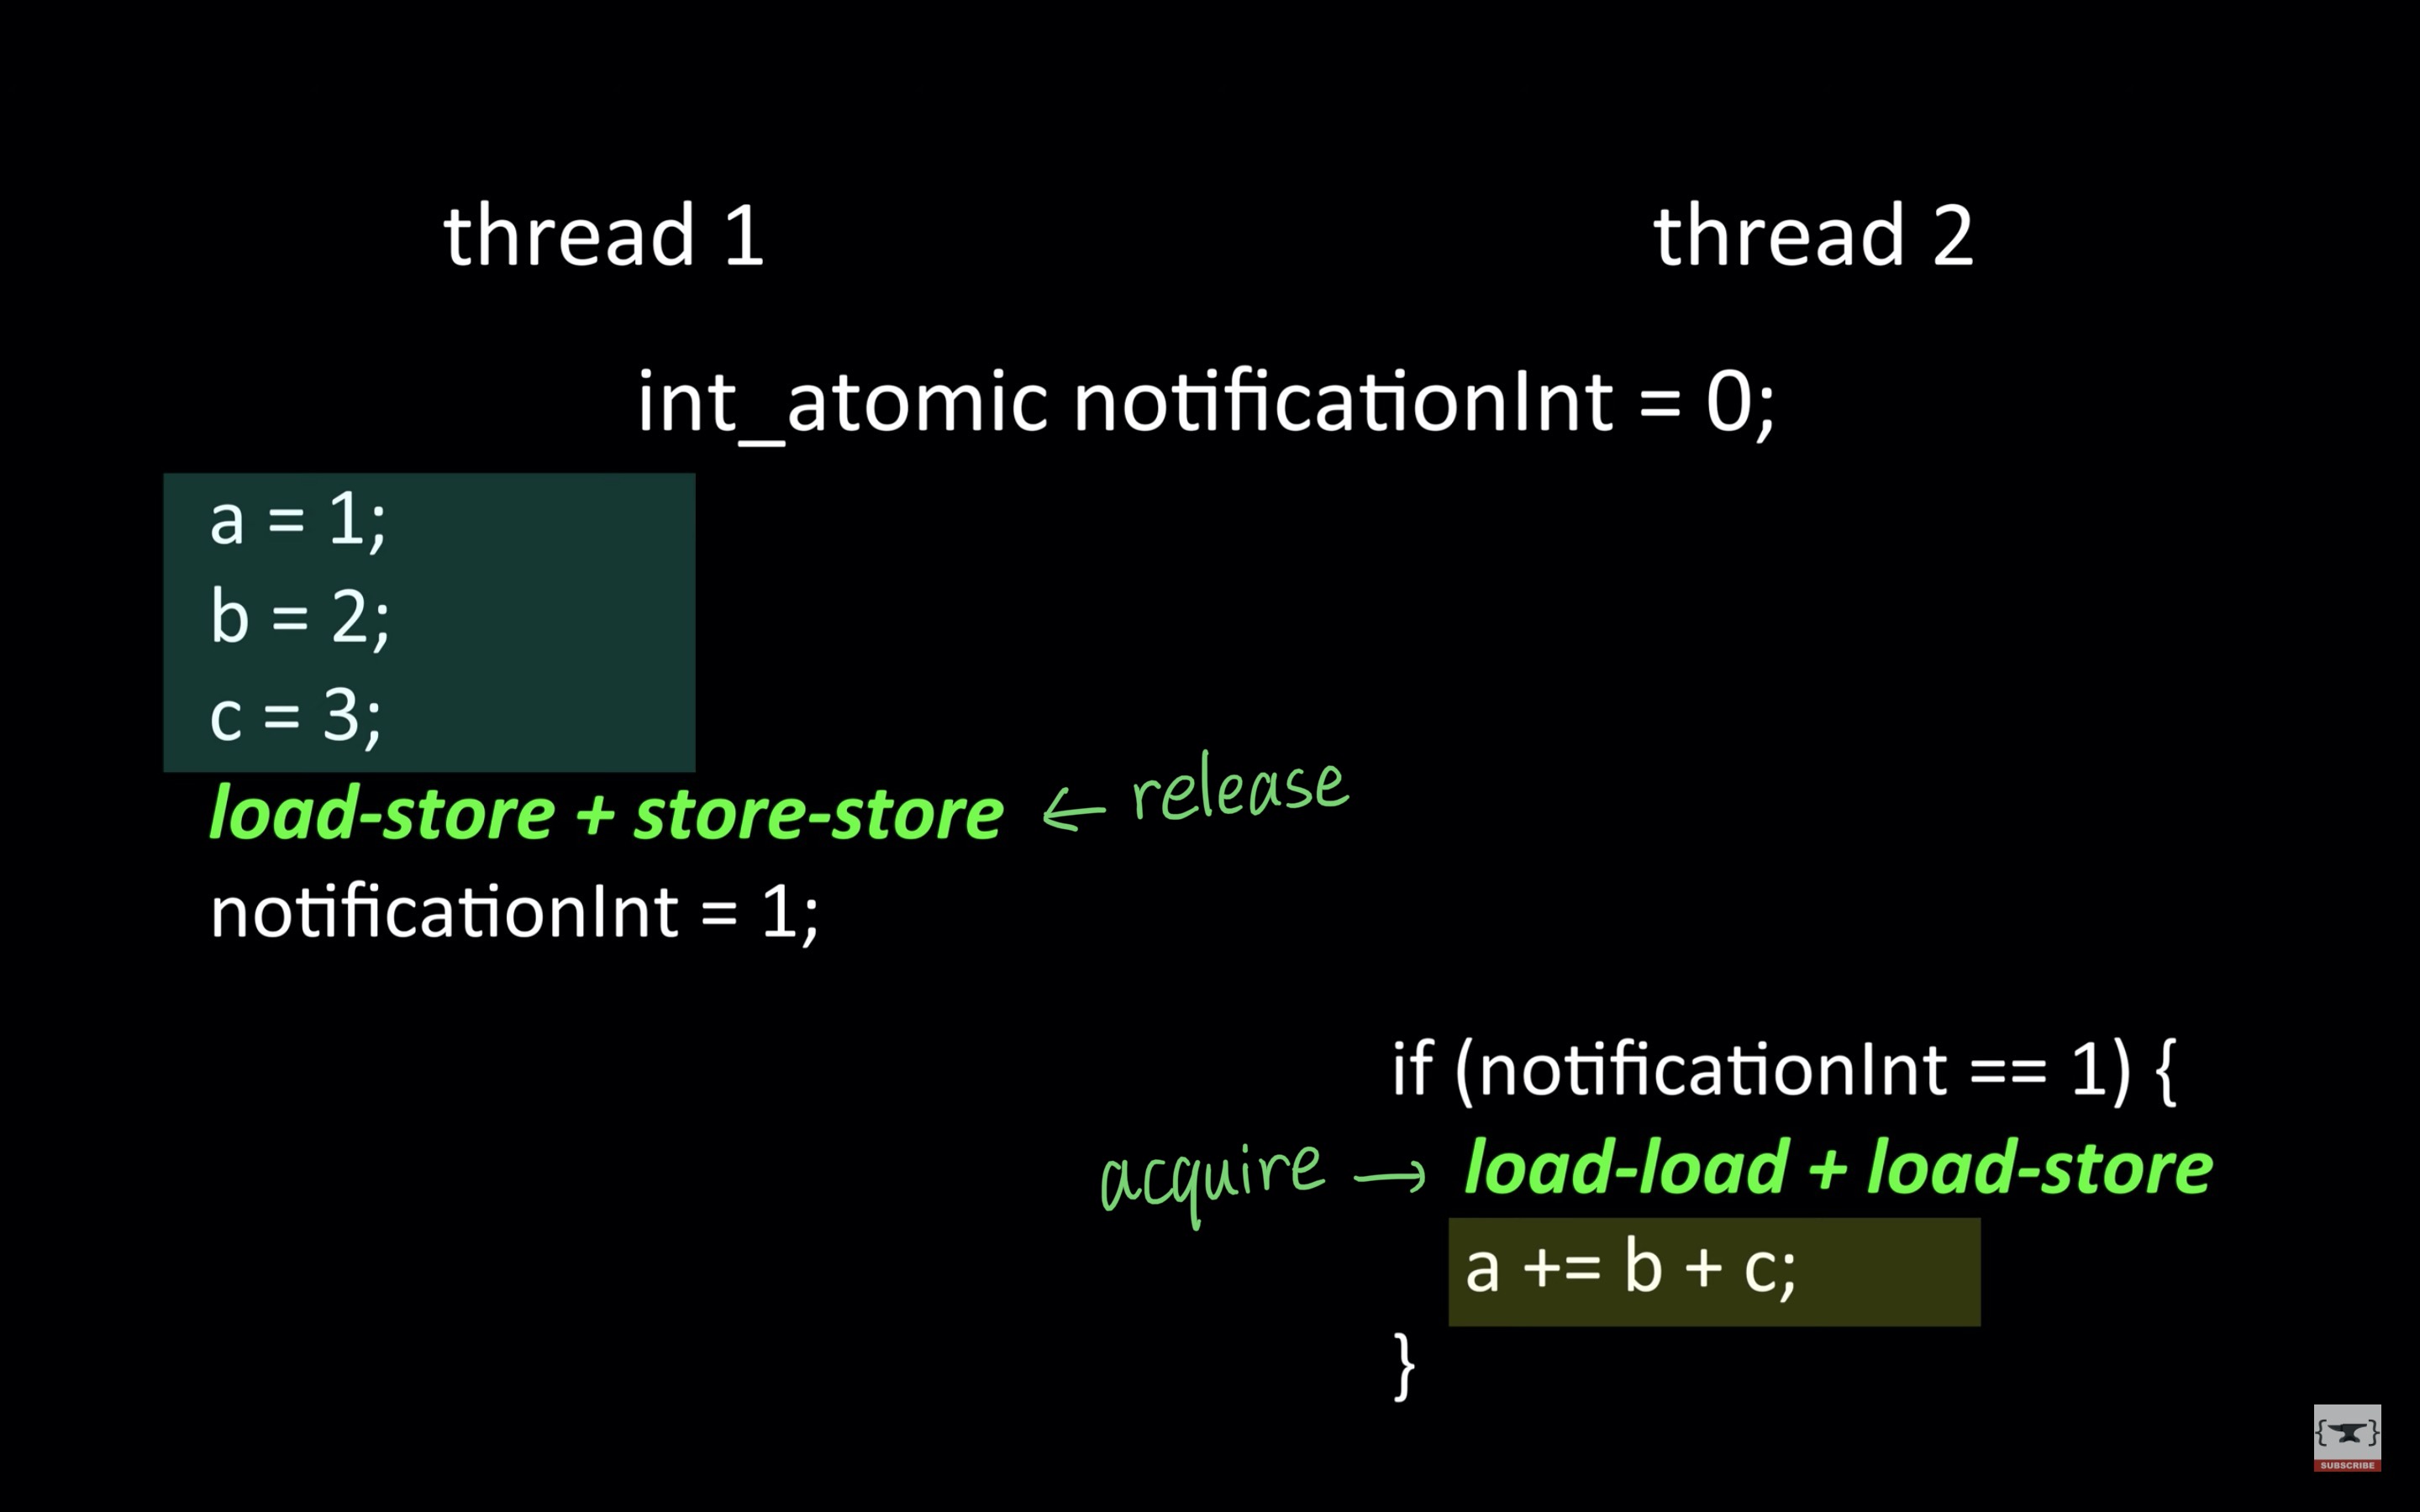 thread 1
thread 2
int_atomic notificationInt = 0;
a = 1;
b = 2;
c = 3;
load-store + store-store ← release
notificationInt = 1;
if (notificationInt == 1) {
acquire → load-load + load-store
a += b + c;
}
{ }
SUBSCRIBE